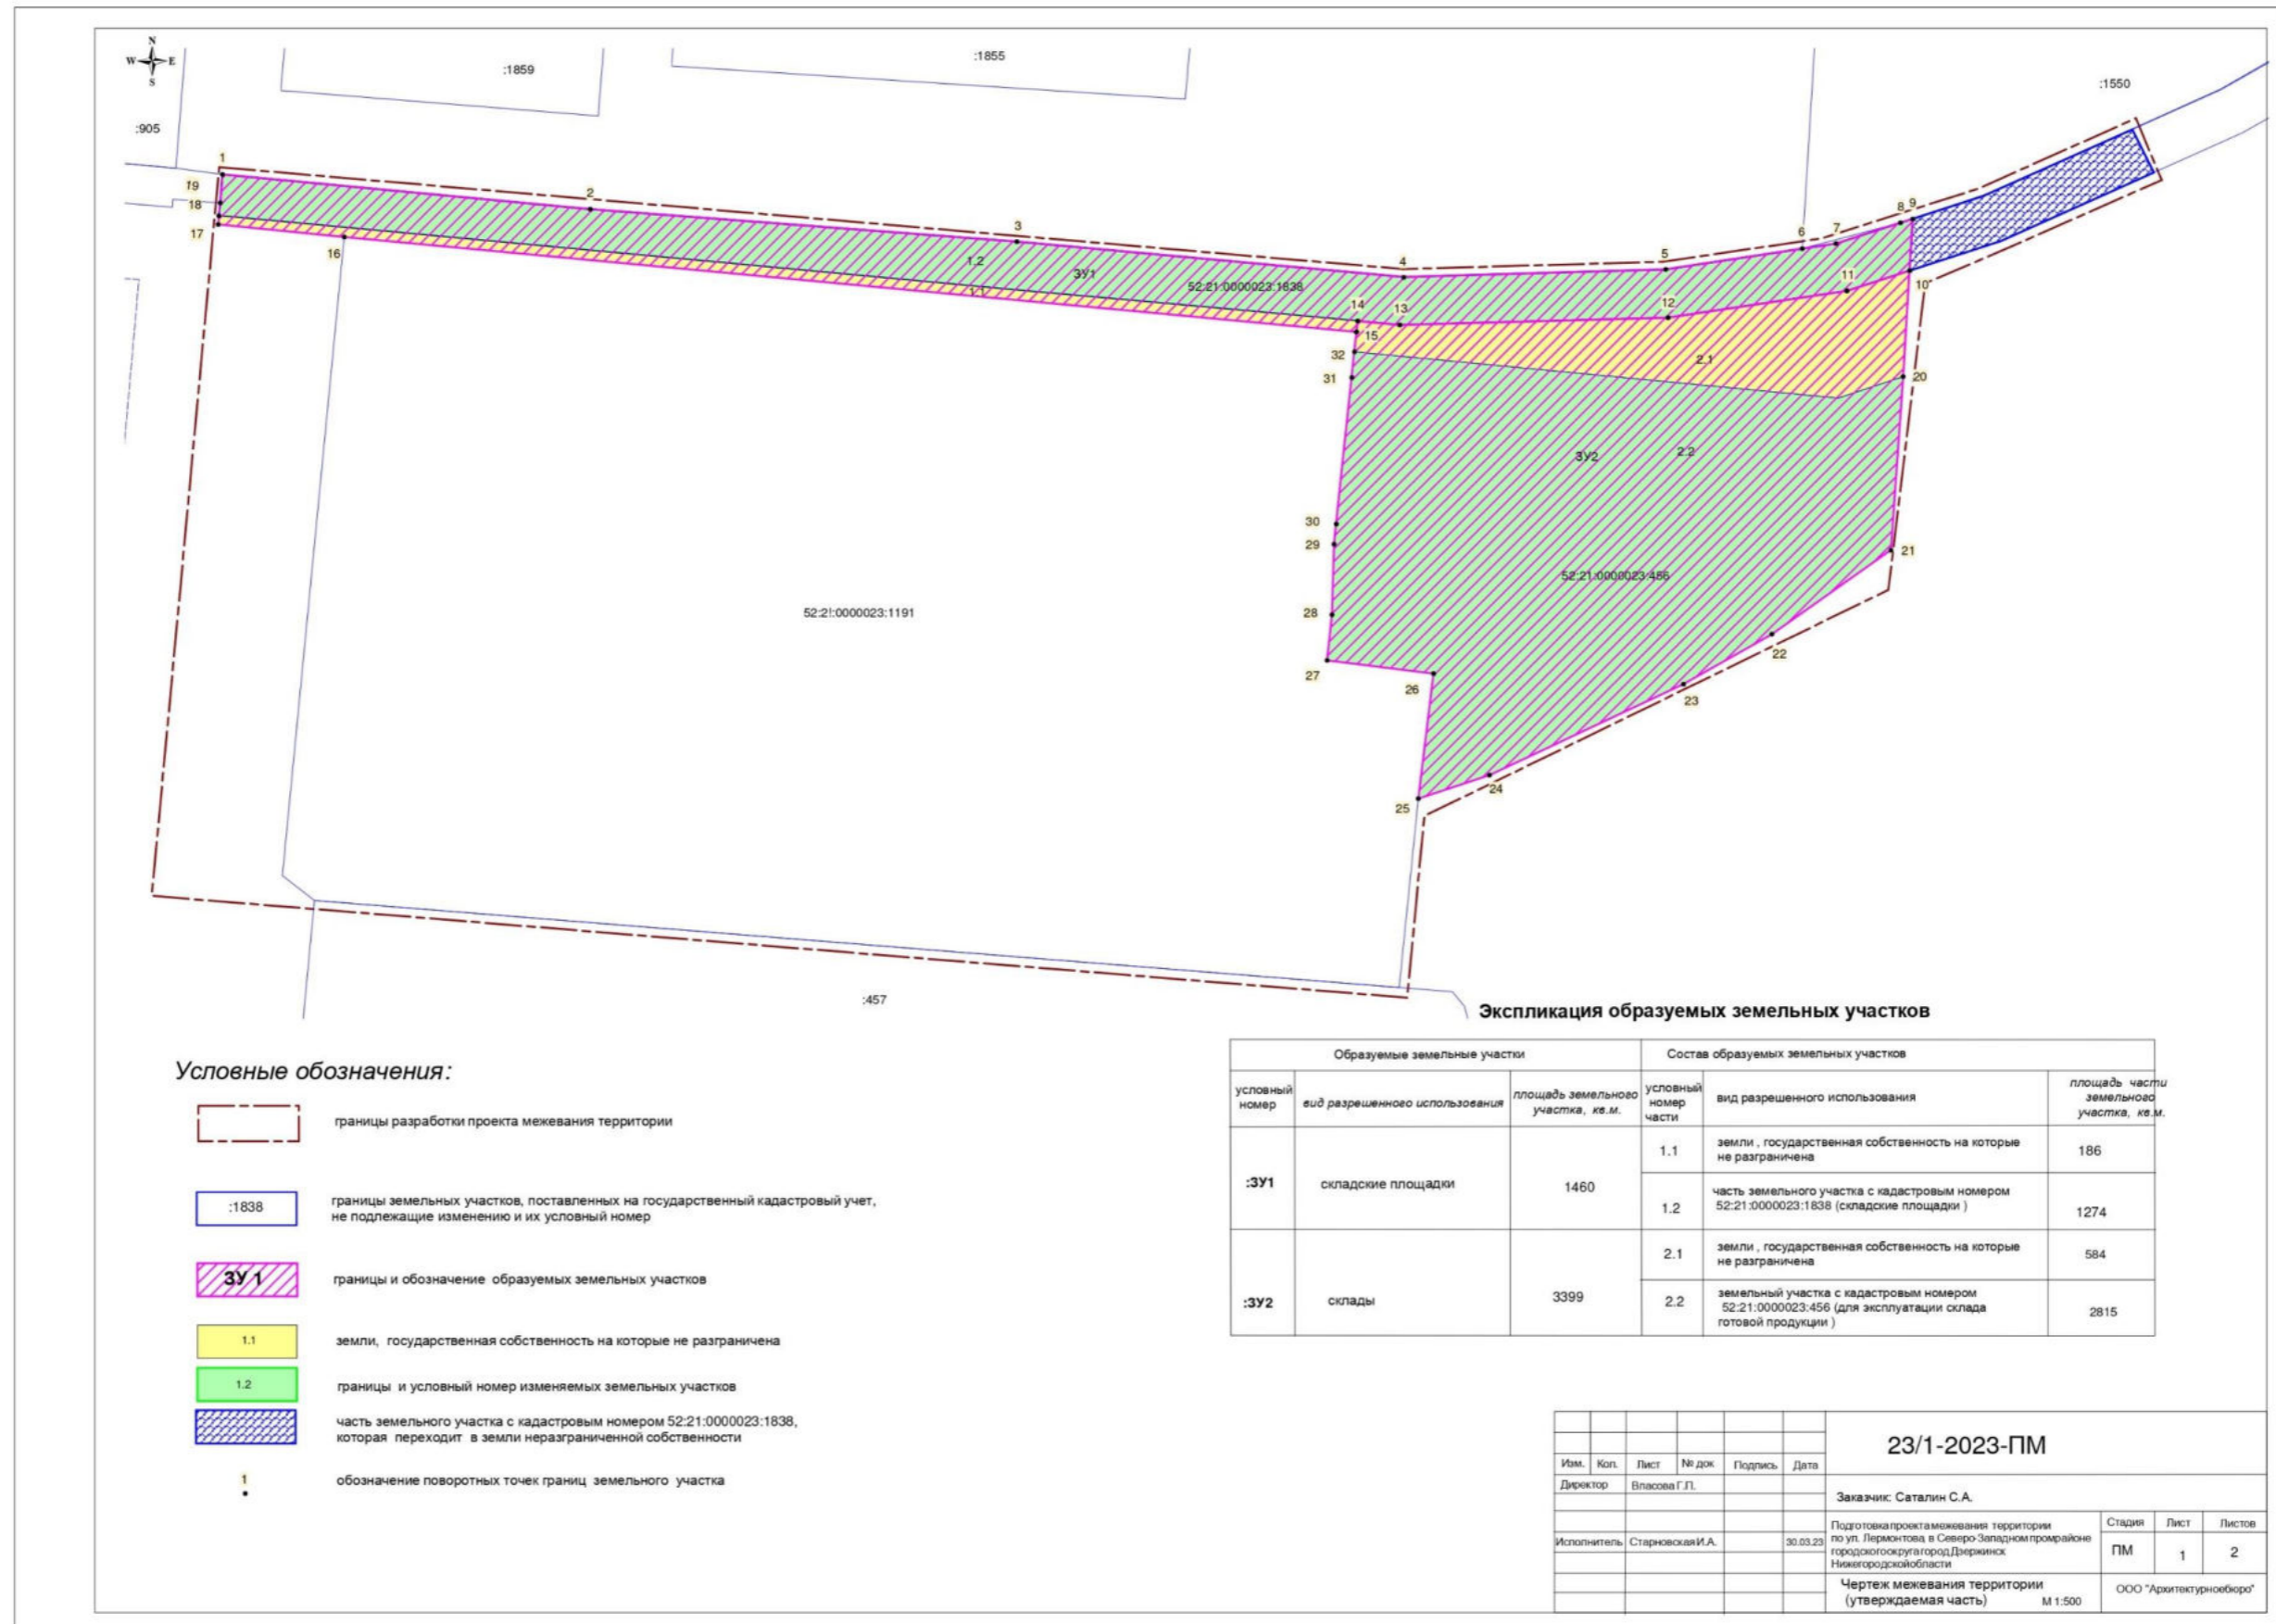 N
W E
S
:1859
:1855
:1550
:905
1
19
18
17
16
2
3
4
5
6
7
8
9
10
11
12
13
14
15
32
31
30
29
28
27
26
25
24
23
22
21
20
1.2
1.1
ЗУ1
52:21:0000023:1838
2.1
ЗУ2
2.2
52:21:0000023:456
52:2!:0000023:1191
:457
Экспликация образуемых земельных участков
Образуемые земельные участки
Состав образуемых земельных участков
условный номер
вид разрешенного использования
площадь земельного участка, кв.м.
условный номер части
вид разрешенного использования
площадь части земельного участка, кв.м.
:ЗУ1
складские площадки
1460
1.1
земли , государственная собственность на которые
не разграничена
186
1.2
часть земельного участка с кадастровым номером
52:21:0000023:1838 (складские площадки )
1274
:ЗУ2
склады
3399
2.1
земли , государственная собственность на которые
не разграничена
584
2.2
земельный участка с кадастровым номером
52:21:0000023:456 (для эксплуатации склада
готовой продукции )
2815
Условные обозначения:
границы разработки проекта межевания территории
:1838
границы земельных участков, поставленных на государственный кадастровый учет,
не подлежащие изменению и их условный номер
ЗУ 1
границы и обозначение образуемых земельных участков
1.1
земли, государственная собственность на которые не разграничена
1.2
границы и условный номер изменяемых земельных участков
часть земельного участка с кадастровым номером 52:21:0000023:1838,
которая переходит в земли неразграниченной собственности
1
обозначение поворотных точек границ земельного участка
23/1-2023-ПМ
Изм. Кол. Лист № док Подпись Дата
Директор Власова Г.П.
Заказчик: Саталин С.А.
Исполнитель Старновская И.А. 30.03.23
Подготовка проекта межевания территории
по ул. Лермонтова, в Северо-Западном промрайоне
городского округа город Дзержинск
Нижегородской области
Стадия Лист Листов
ПМ 1 2
Чертеж межевания территории
(утверждаемая часть) М 1:500
ООО "Архитектурноебюро"